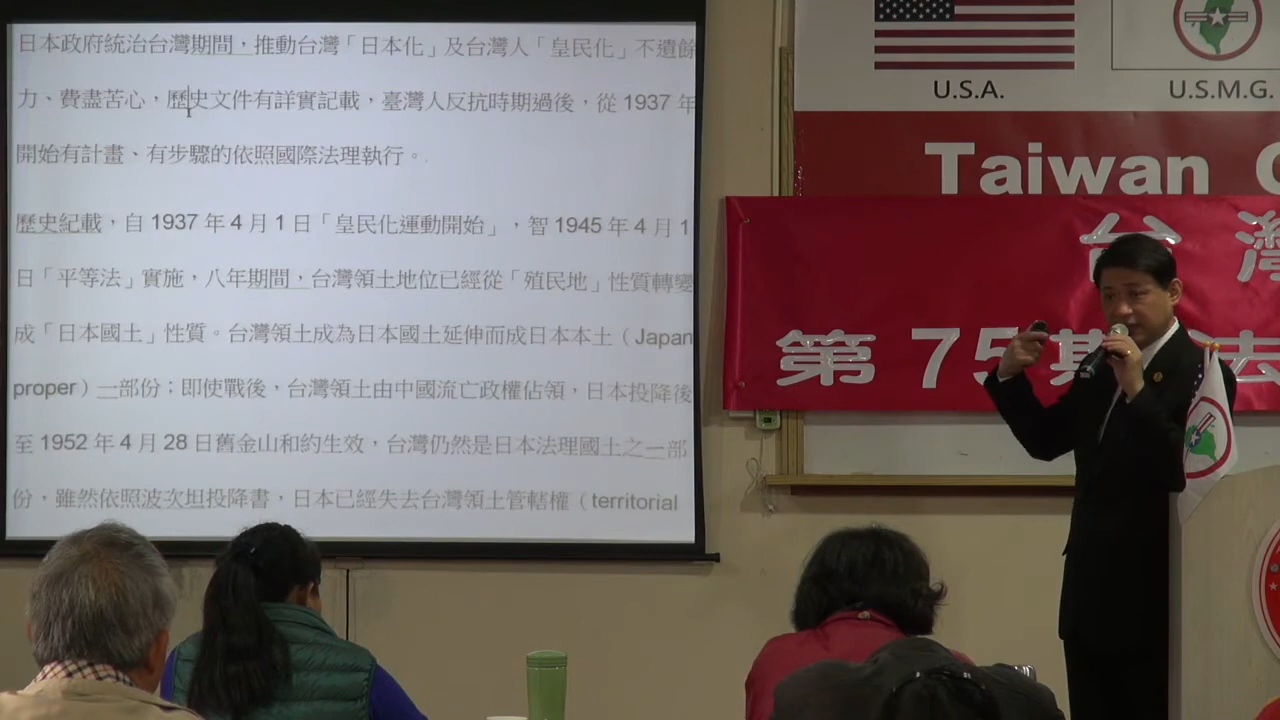 日本政府統治台灣期間，推動台灣「日本化」及台灣人「皇民化」不遺餘
力、費盡苦心，歷史文件有詳實記載，臺灣人反抗時期過後，從 1937 年
開始有計畫、有步驟的依照國際法理執行。
歷史紀載，自 1937 年 4 月 1 日「皇民化運動開始」，智 1945 年 4 月 1
日「平等法」實施，八年期間，台灣領土地位已經從「殖民地」性質轉變
成「日本國土」性質。台灣領土成為日本國土延伸而成日本本土（Japan
proper）一部份；即使戰後，台灣領土由中國流亡政權佔領，日本投降後
至 1952 年 4 月 28 日舊金山和約生效，台灣仍然是日本法理國土之一部
份，雖然依照波次坦投降書，日本已經失去台灣領土管轄權（territorial
U.S.A.
U.S.M.G.
Taiwan
台灣
第 75期 去